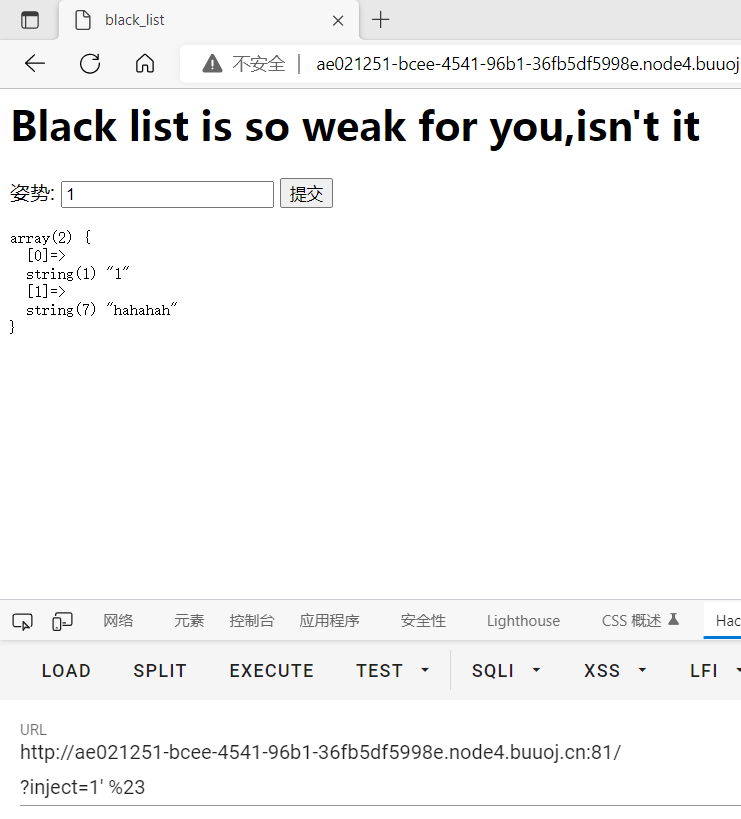 black_list
不安全 ae021251-bcee-4541-96b1-36fb5df5998e.node4.buuoj
Black list is so weak for you,isn't it
姿势: 1 提交
array(2) {
[0]=>
string(1) "1"
[1]=>
string(7) "hahahah"
}
网络 元素 控制台 应用程序 安全性 Lighthouse CSS 概述 Hac
LOAD SPLIT EXECUTE TEST SQLI XSS LFI
URL
http://ae021251-bcee-4541-96b1-36fb5df5998e.node4.buuoj.cn:81/
?inject=1' %23